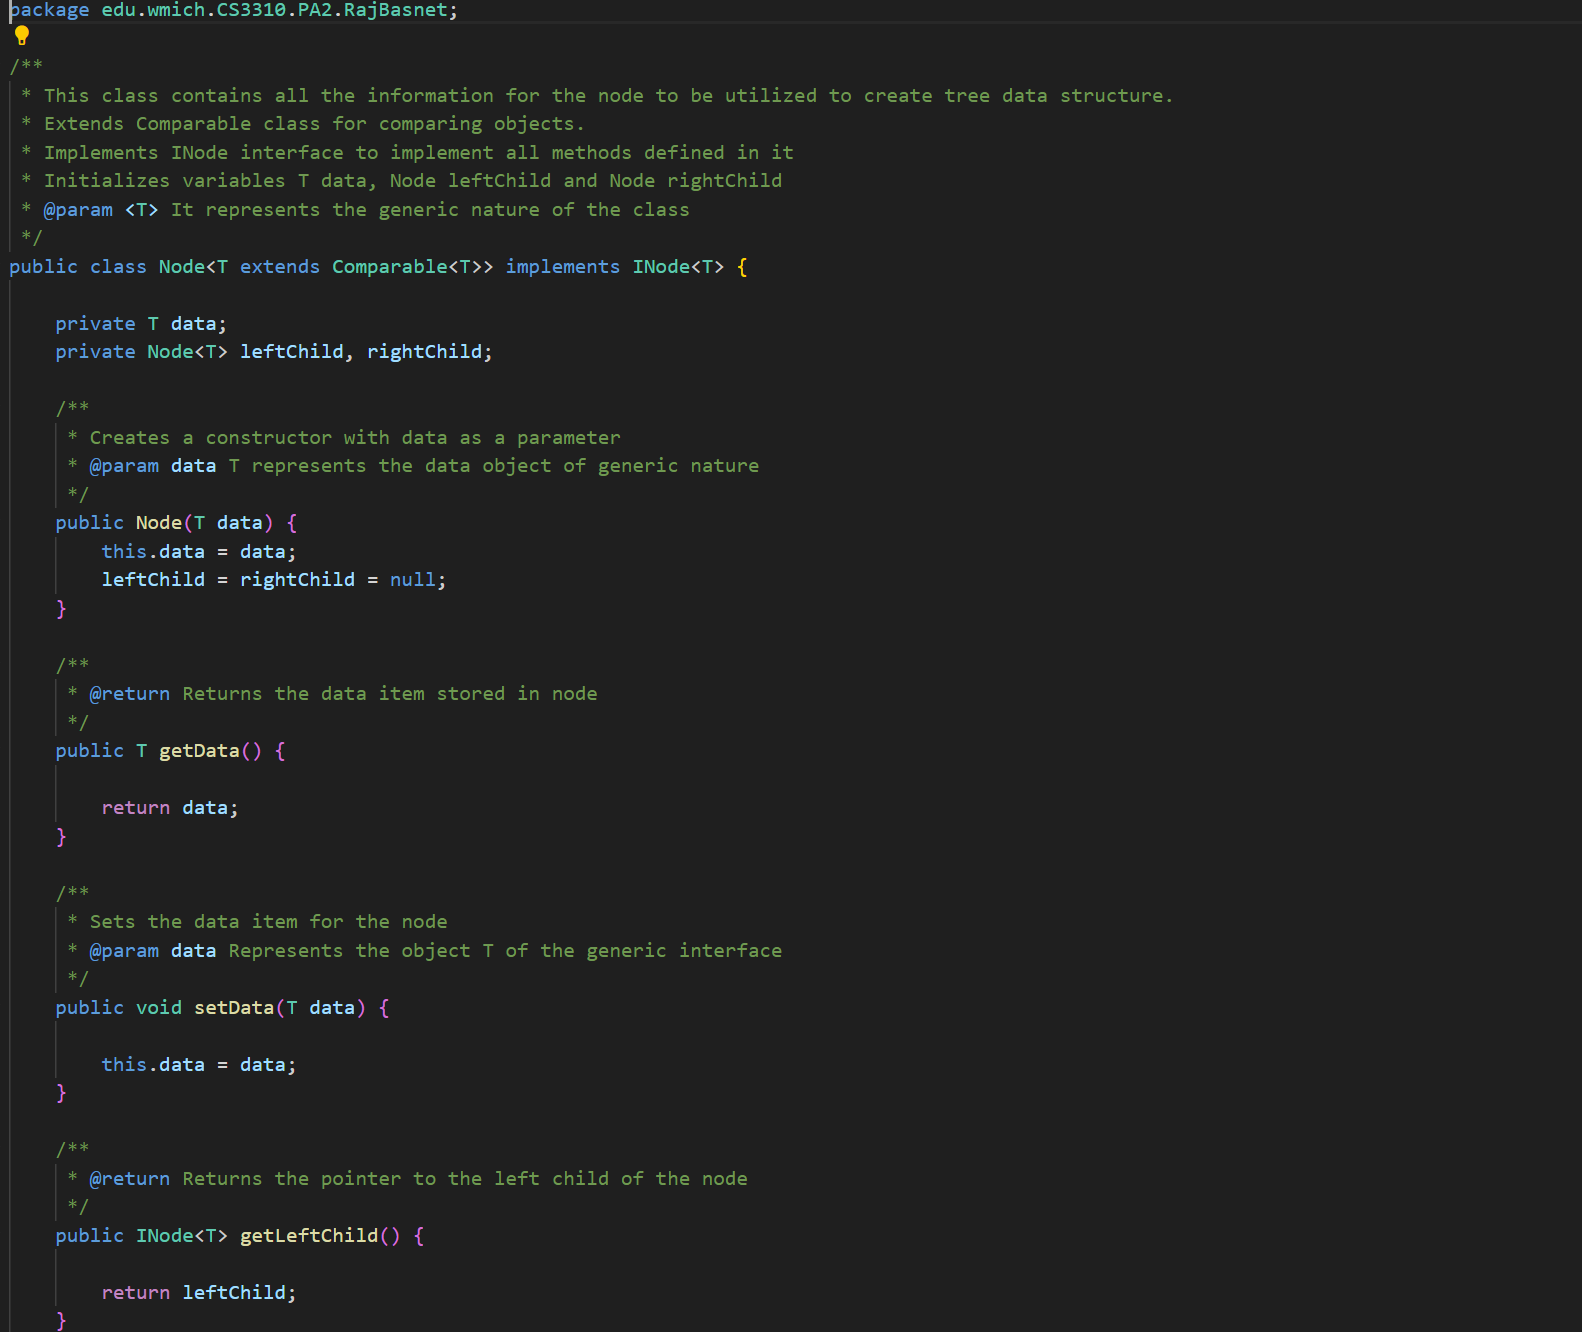 package edu.wmich.CS3310.PA2.RajBasnet;
/**
 * This class contains all the information for the node to be utilized to create tree data structure.
 * Extends Comparable class for comparing objects.
 * Implements INode interface to implement all methods defined in it
 * Initializes variables T data, Node leftChild and Node rightChild
 * @param <T> It represents the generic nature of the class
 */
public class Node<T extends Comparable<T>> implements INode<T> {
    private T data;
    private Node<T> leftChild, rightChild;
    /**
     * Creates a constructor with data as a parameter
     * @param data T represents the data object of generic nature
     */
    public Node(T data) {
        this.data = data;
        leftChild = rightChild = null;
    }
    /**
     * @return Returns the data item stored in node
     */
    public T getData() {
        return data;
    }
    /**
     * Sets the data item for the node
     * @param data Represents the object T of the generic interface
     */
    public void setData(T data) {
        this.data = data;
    }
    /**
     * @return Returns the pointer to the left child of the node
     */
    public INode<T> getLeftChild() {
        return leftChild;
    }